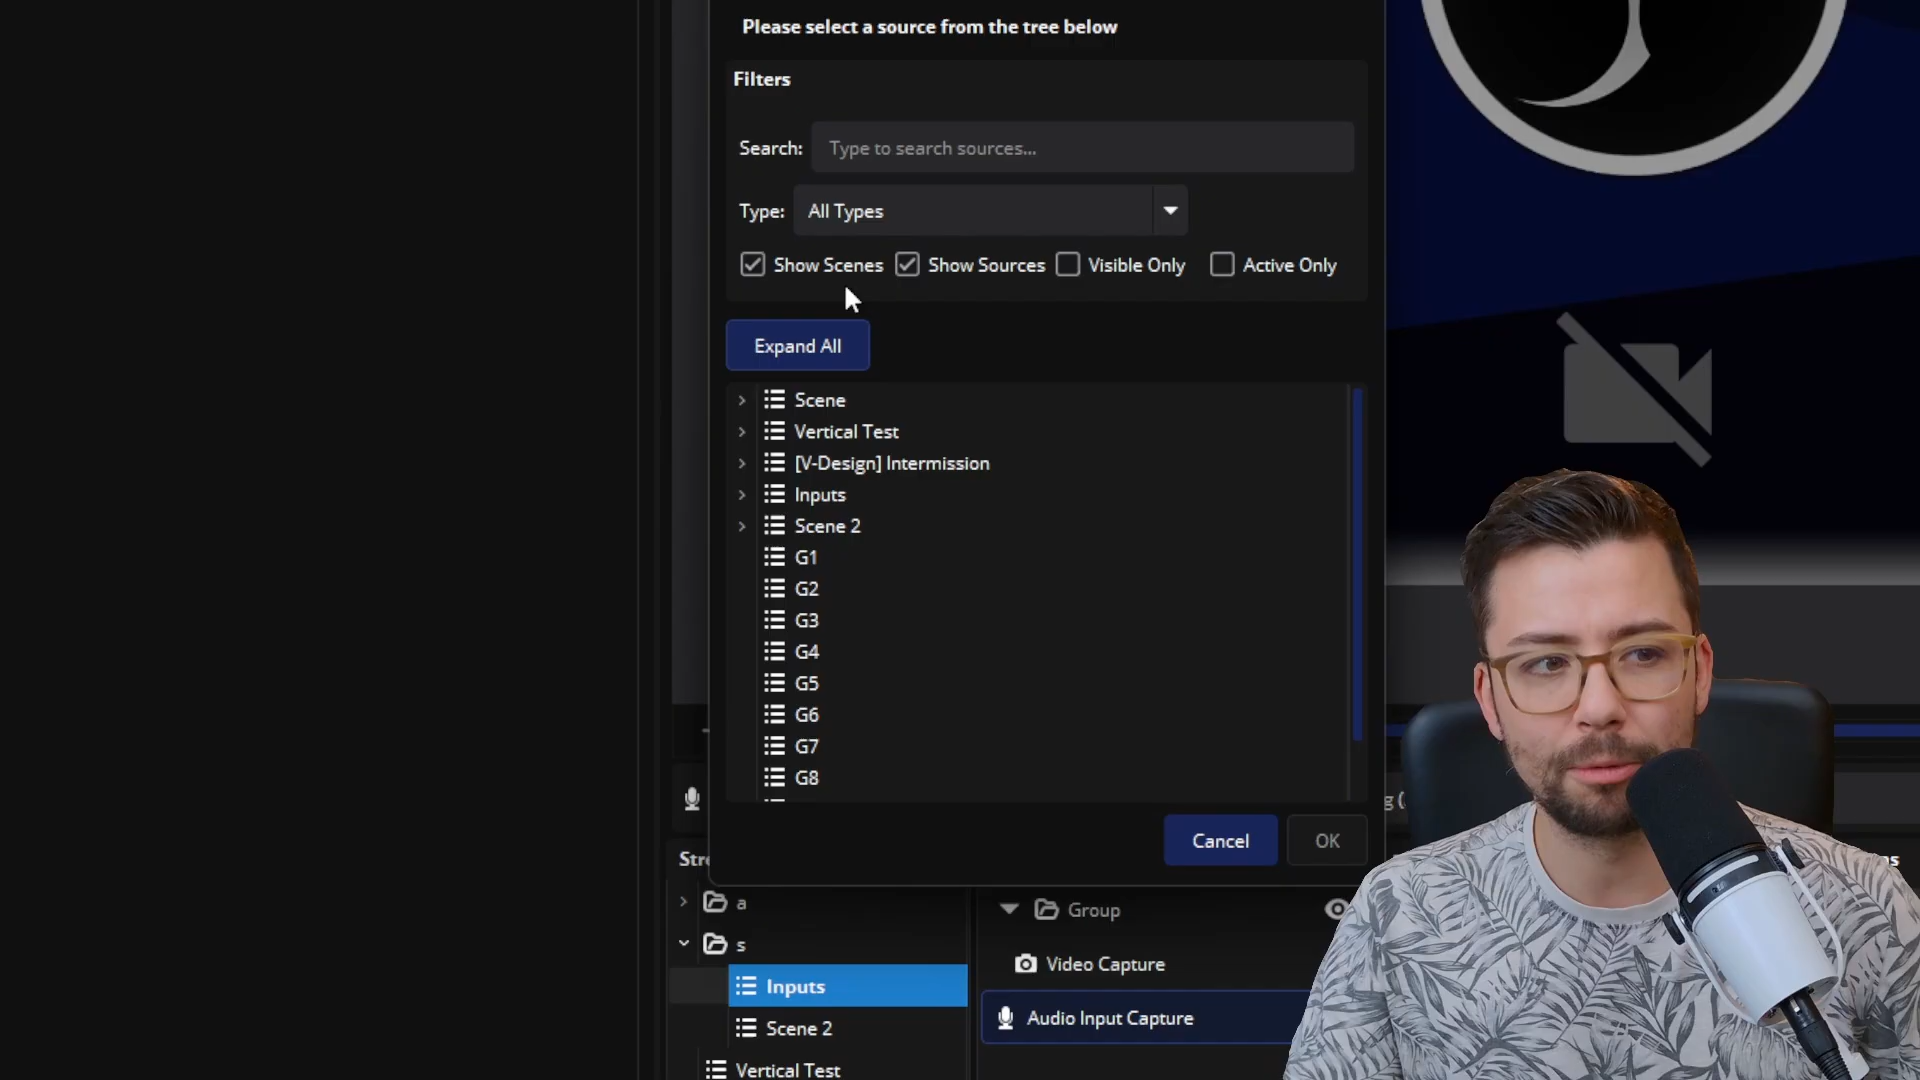 Please select a source from the tree below
Filters
Search: Type to search sources...
Type: All Types
Show Scenes Show Sources Visible Only Active Only
Expand All
Scene
Vertical Test
[V-Design] Intermission
Inputs
Scene 2
G1
G2
G3
G4
G5
G6
G7
G8
Cancel OK
a
s
Inputs
Scene 2
Vertical Test
Group
Video Capture
Audio Input Capture